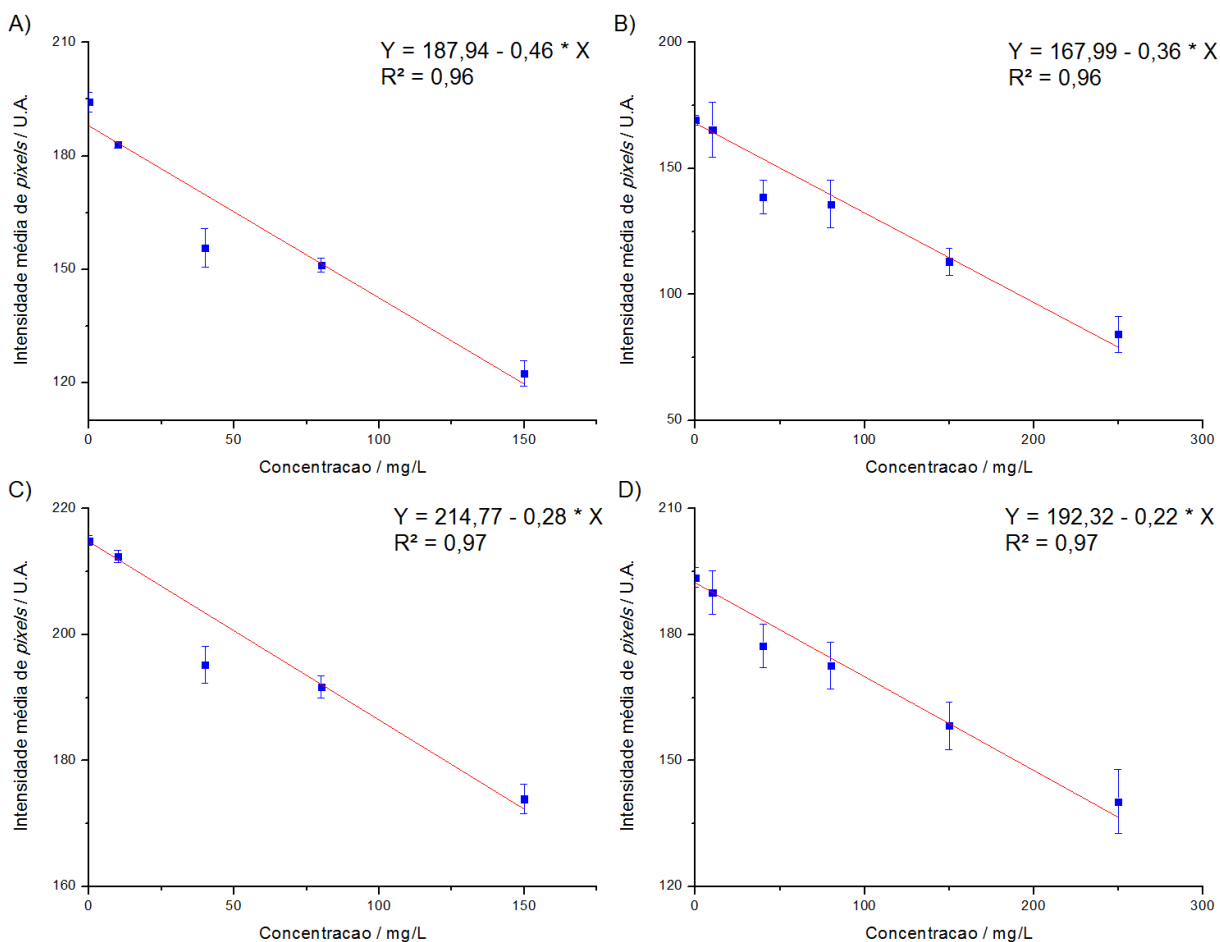 A)
Y = 187,94 - 0,46 * X
R² = 0,96
210
180
150
120
Intensidade média de pixels / U.A.
0 50 100 150
Concentracao / mg/L
B)
Y = 167,99 - 0,36 * X
R² = 0,96
200
150
100
50
Intensidade média de pixels / U.A.
0 100 200 300
Concentracao / mg/L
C)
Y = 214,77 - 0,28 * X
R² = 0,97
220
200
180
160
Intensidade média de pixels / U.A.
0 50 100 150
Concentracao / mg/L
D)
Y = 192,32 - 0,22 * X
R² = 0,97
210
180
150
120
Intensidade média de pixels / U.A.
0 100 200 300
Concentracao / mg/L